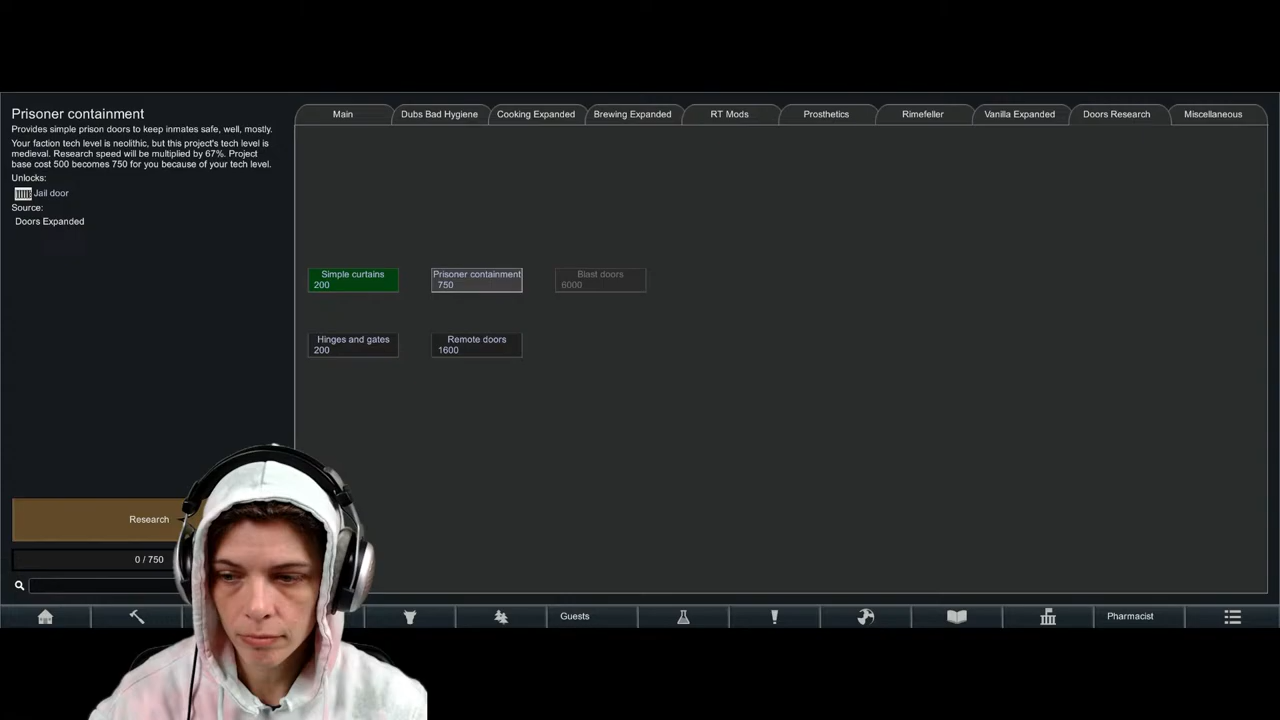 Prisoner containment
Provides simple prison doors to keep inmates safe, well, mostly.
Your faction tech level is neolithic, but this project's tech level is
medieval. Research speed will be multiplied by 67%. Project
base cost 500 becomes 750 for you because of your tech level.
Unlocks:
Jail door
Source:
Doors Expanded
Main
Dubs Bad Hygiene
Cooking Expanded
Brewing Expanded
RT Mods
Prosthetics
Rimefeller
Vanilla Expanded
Doors Research
Miscellaneous
Simple curtains
200
Prisoner containment
750
Blast doors
6000
Hinges and gates
200
Remote doors
1600
Research
0 / 750
Guests
Pharmacist